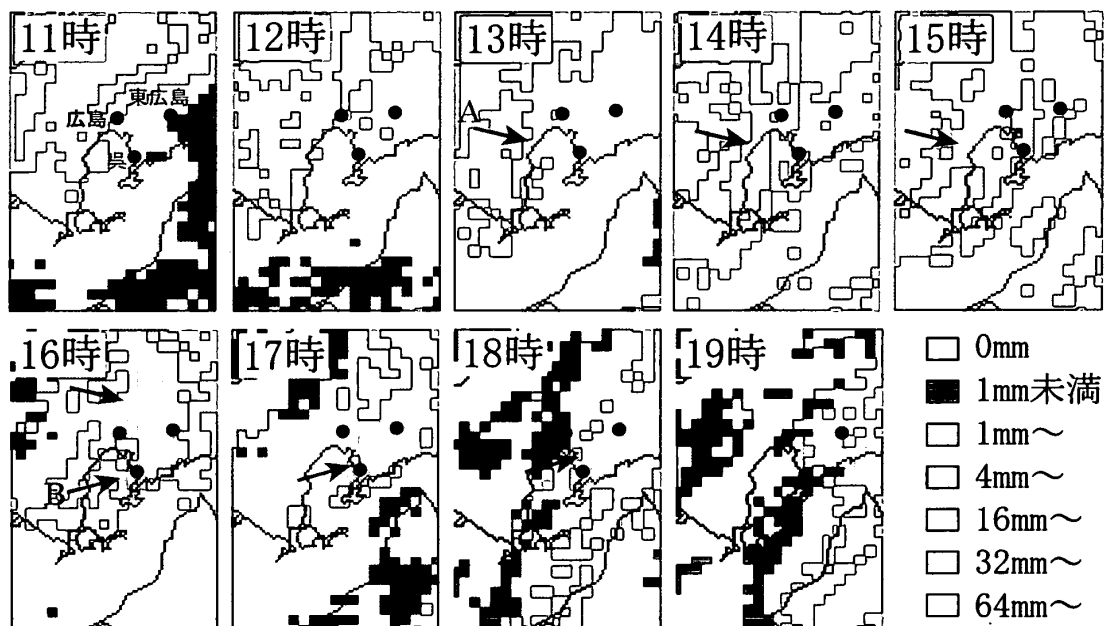 11時
12時
13時
14時
15時
東広島
広島
呉
A
16時
17時
18時
19時
B
0mm
1mm未満
1mm～
4mm～
16mm～
32mm～
64mm～